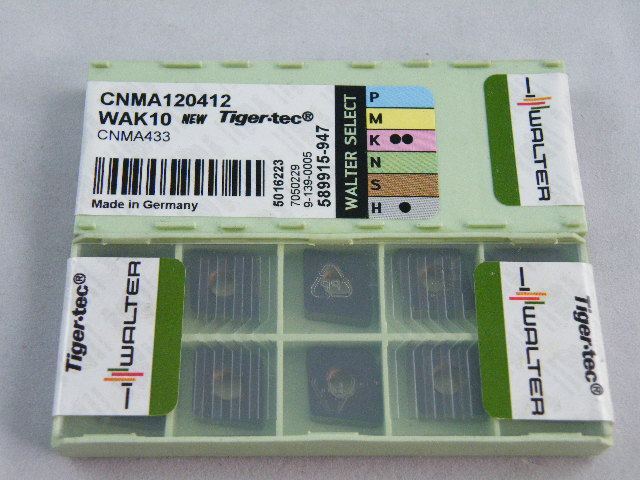 CNMA120412
WAK10 NEW Tiger·tec®
CNMA433
Made in Germany
5016223
7050229
9-139-0005
589915-947
WALTER SELECT
P
M
K
N
S
H
WALTER
Tiger·tec®
WALTER
WALTER
Tiger·tec®